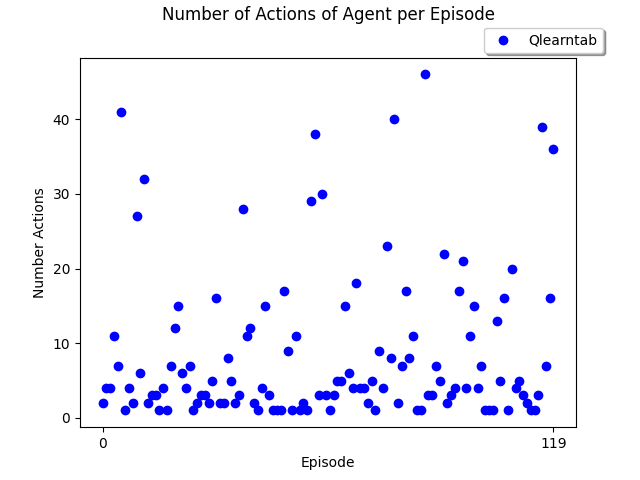 Number of Actions of Agent per Episode
Qlearntab
40
30
20
10
0
Number Actions
0
119
Episode